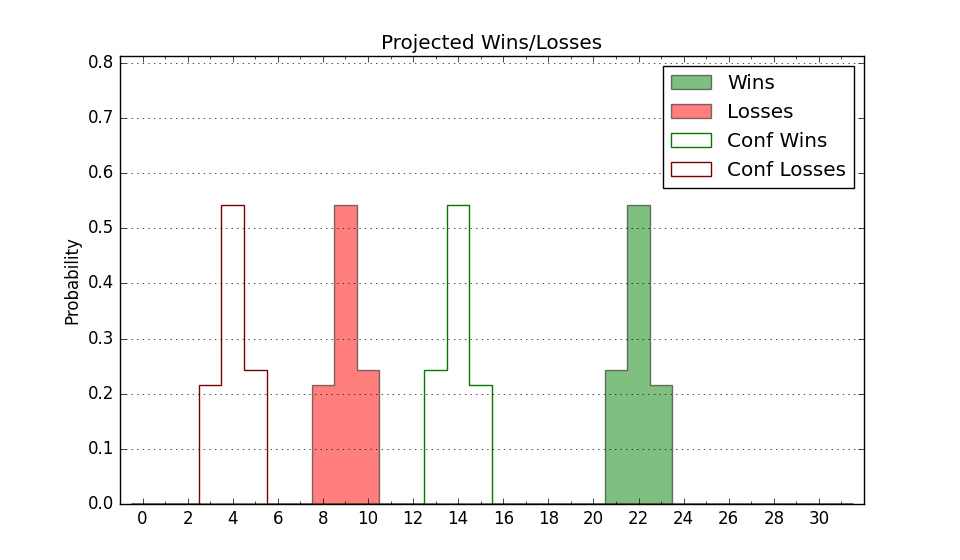 Projected Wins/Losses
0.8
0.7
0.6
0.5
0.4
0.3
0.2
0.1
0.0
Probability
Wins
Losses
Conf Wins
Conf Losses
0 2 4 6 8 10 12 14 16 18 20 22 24 26 28 30